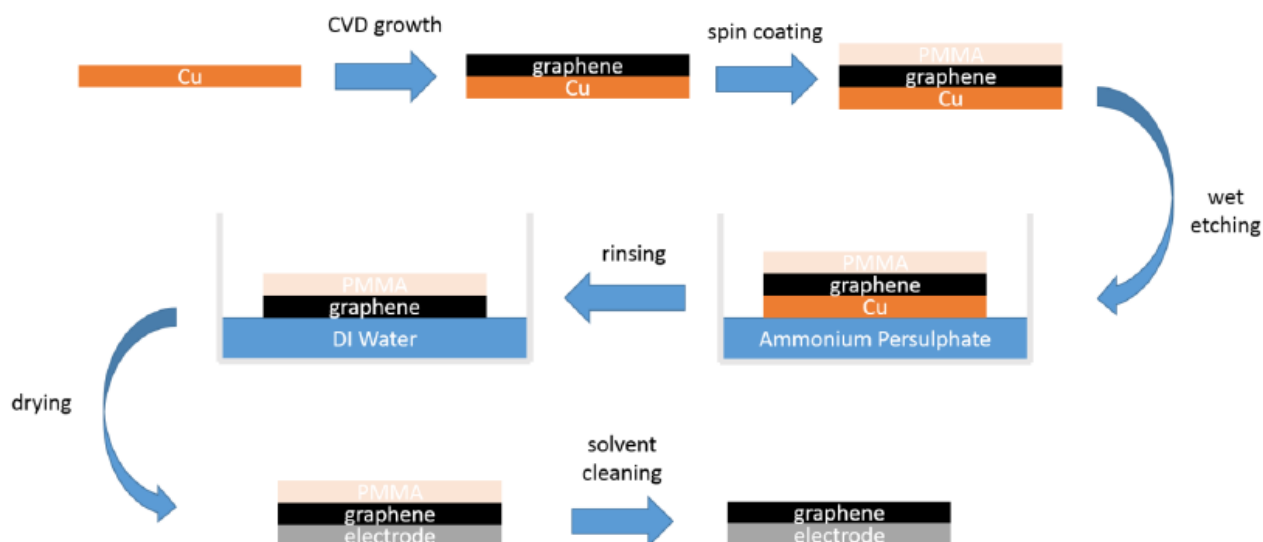 CVD growth
spin coating
Cu
graphene
Cu
PMMA
graphene
Cu
wet
etching
rinsing
PMMA
graphene
DI Water
PMMA
graphene
Cu
Ammonium Persulphate
drying
solvent
cleaning
PMMA
graphene
electrode
graphene
electrode